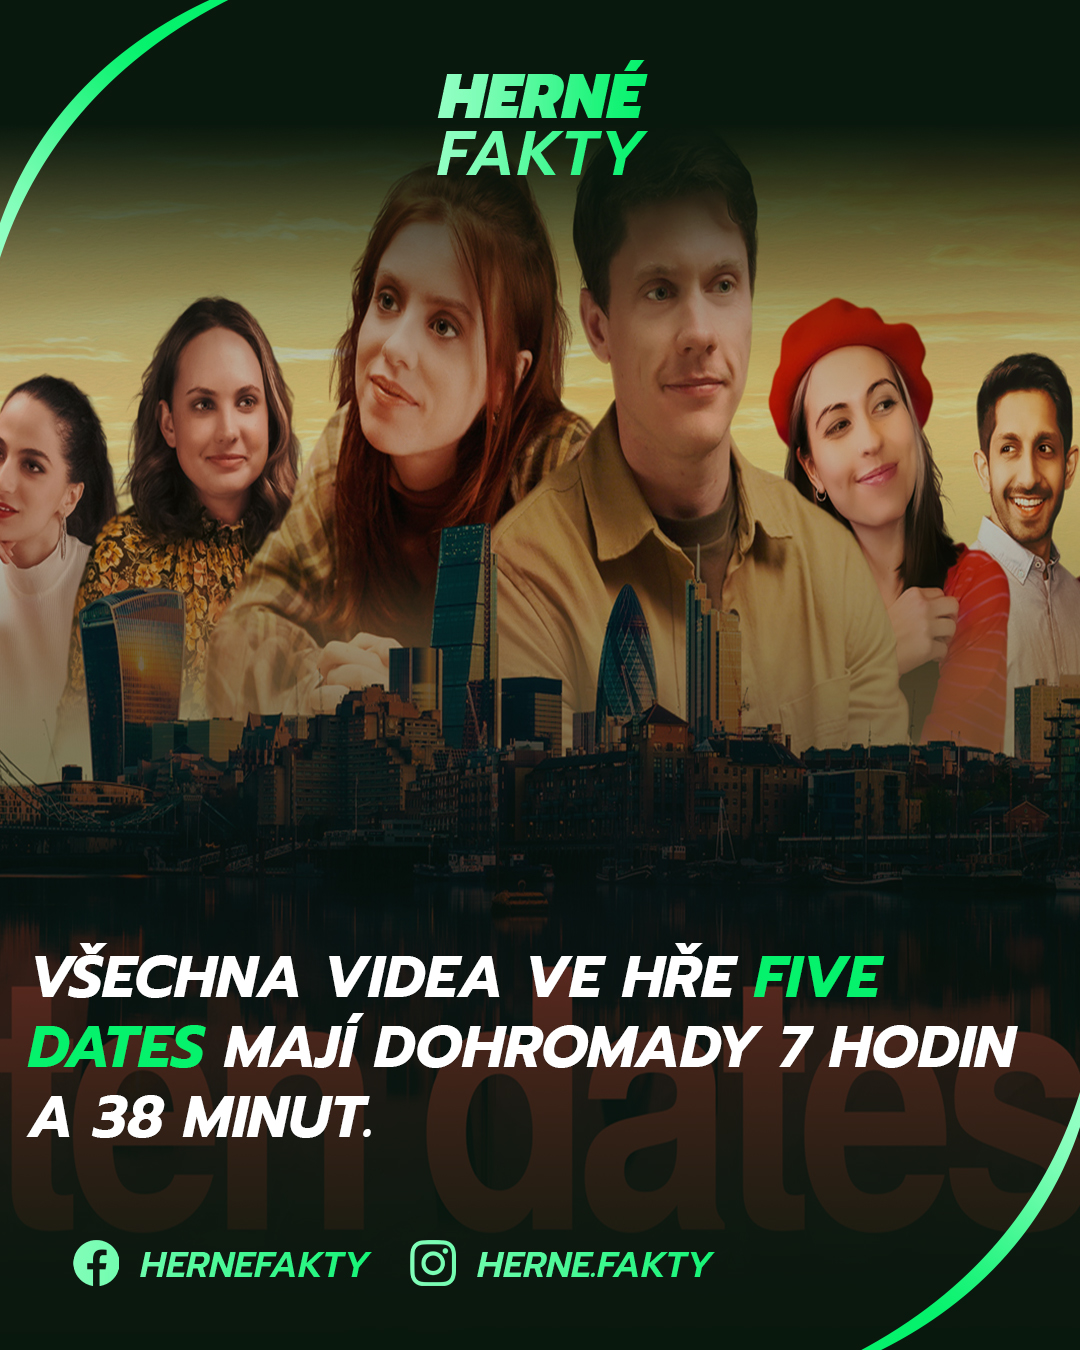 HERNÉ
FAKTY
VŠECHNA VIDEA VE HŘE FIVE
DATES MAJÍ DOHROMADY 7 HODIN
A 38 MINUT.
ten dates
HERNEFAKTY
HERNE.FAKTY